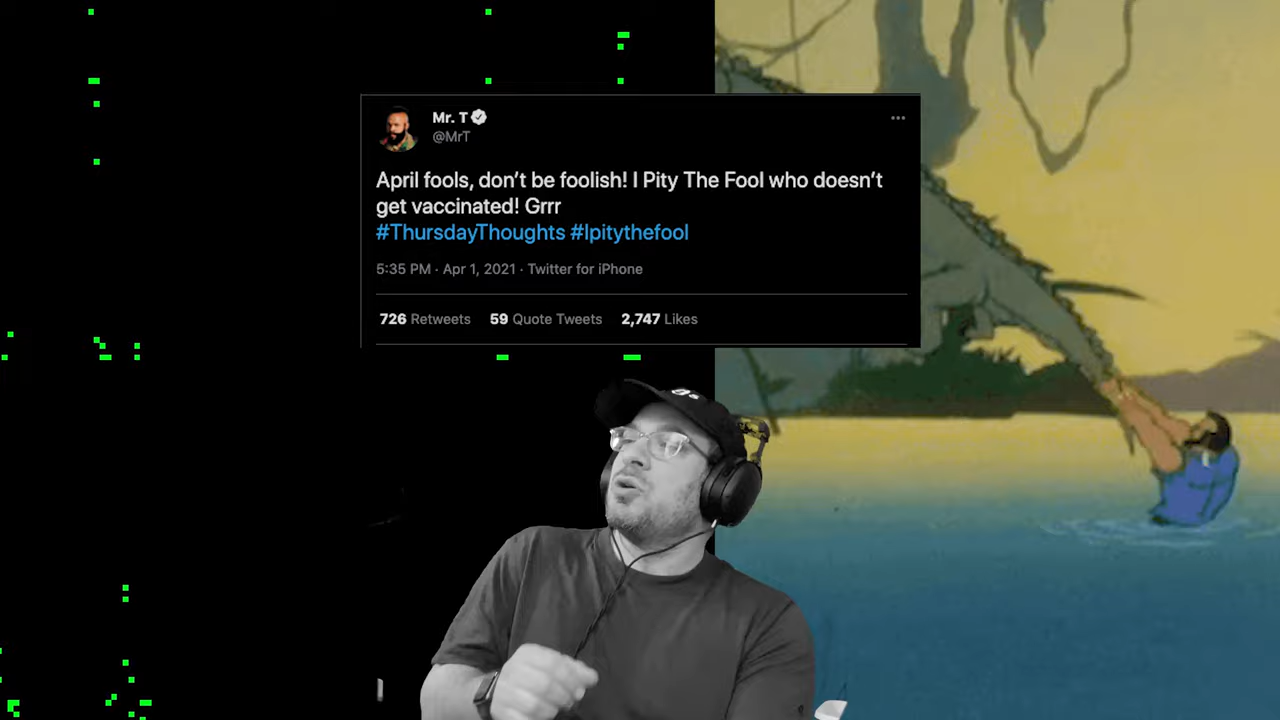 Mr. T
@MrT
April fools, don’t be foolish! I Pity The Fool who doesn’t
get vaccinated! Grrr
#ThursdayThoughts #Ipitythefool
5:35 PM · Apr 1, 2021 · Twitter for iPhone
726 Retweets 59 Quote Tweets 2,747 Likes